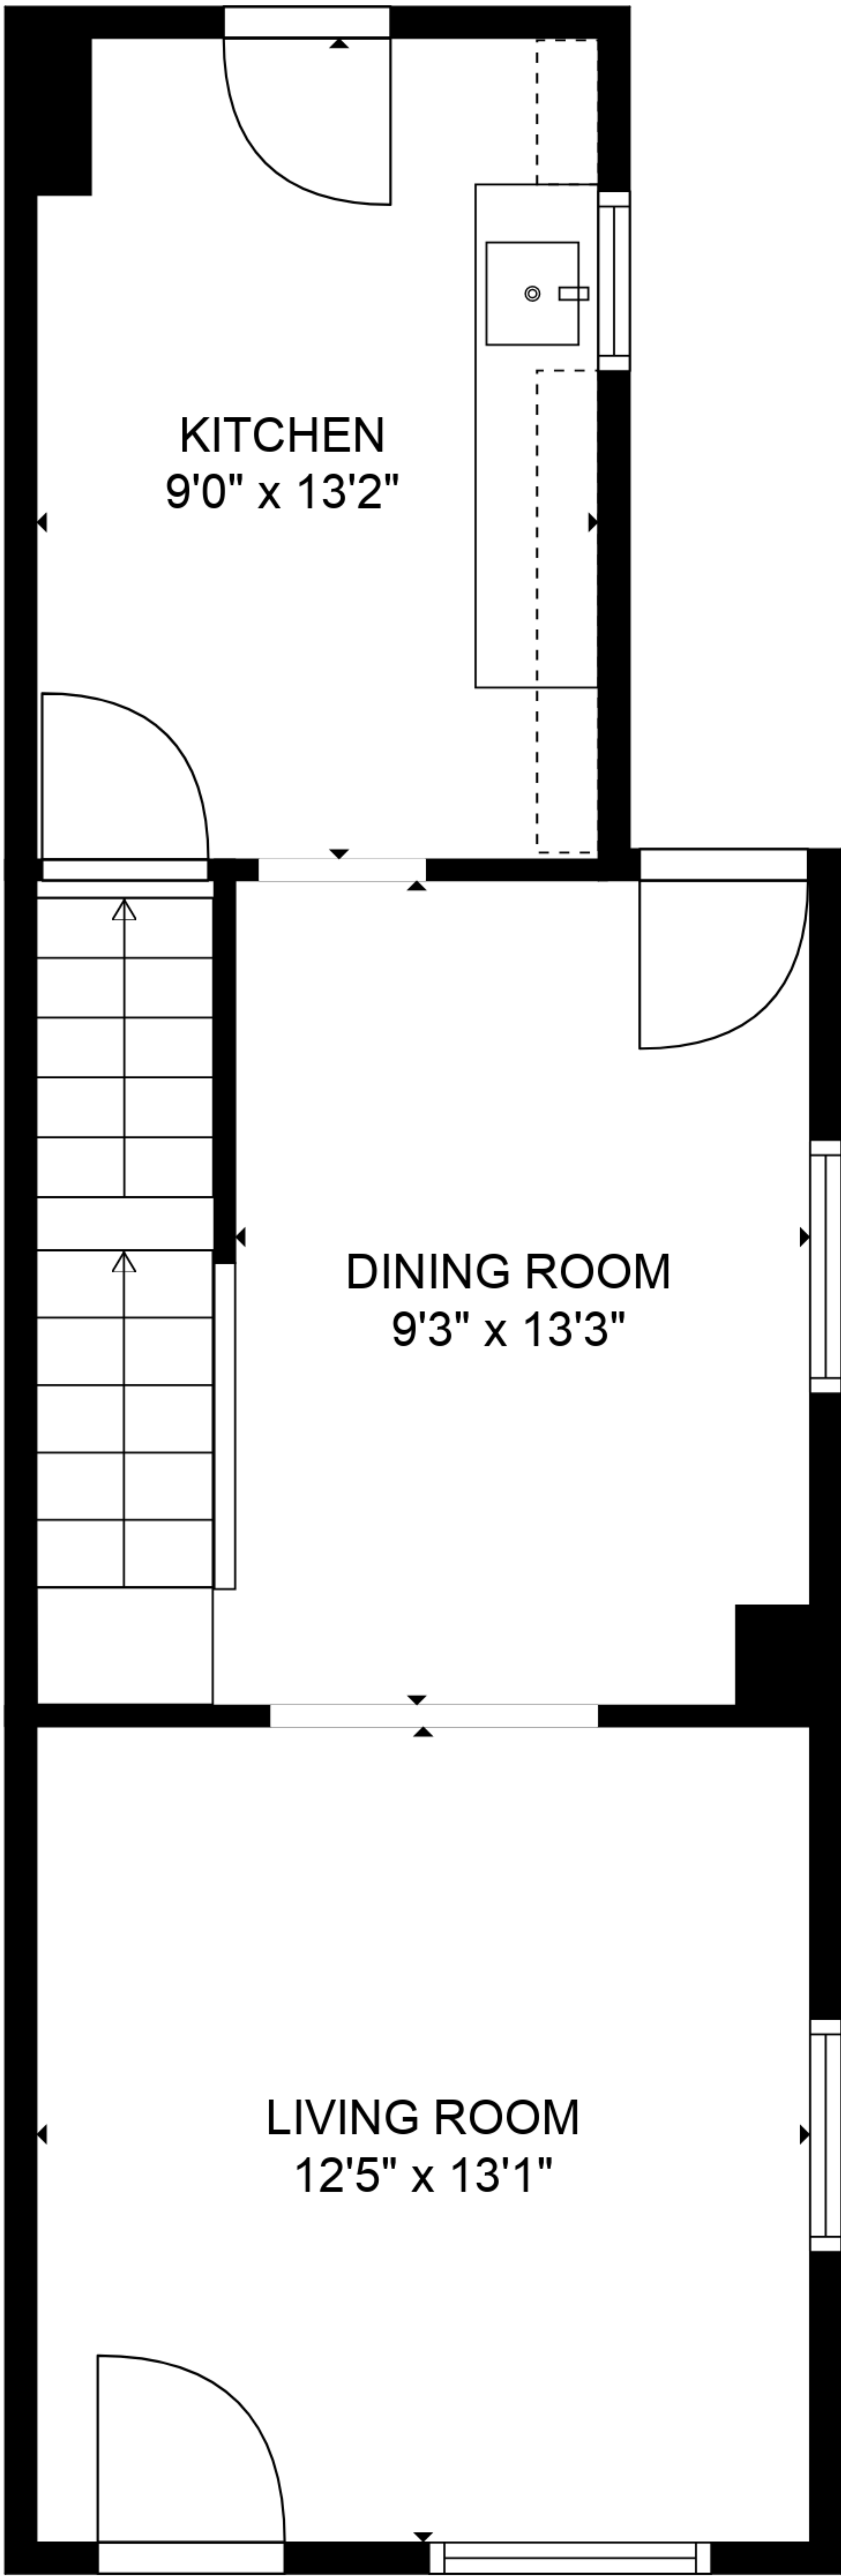 KITCHEN
9'0" x 13'2"
DINING ROOM
9'3" x 13'3"
LIVING ROOM
12'5" x 13'1"